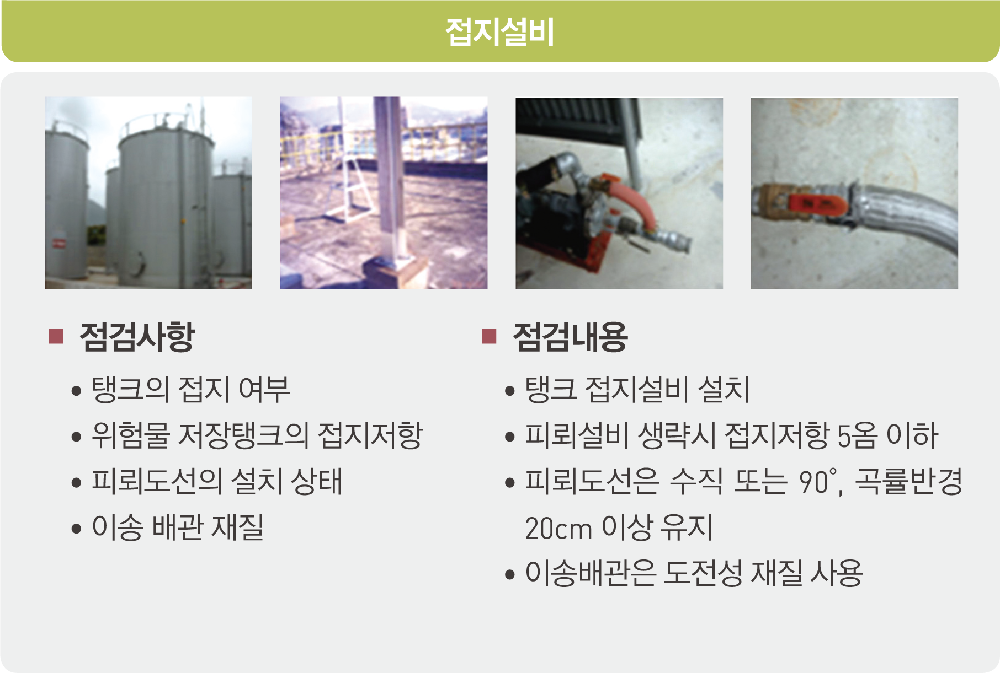 접지설비
■ 점검사항
• 탱크의 접지 여부
• 위험물 저장탱크의 접지저항
• 피뢰도선의 설치 상태
• 이송 배관 재질
■ 점검내용
• 탱크 접지설비 설치
• 피뢰설비 생략시 접지저항 5옴 이하
• 피뢰도선은 수직 또는 90°, 곡률반경
20cm 이상 유지
• 이송배관은 도전성 재질 사용